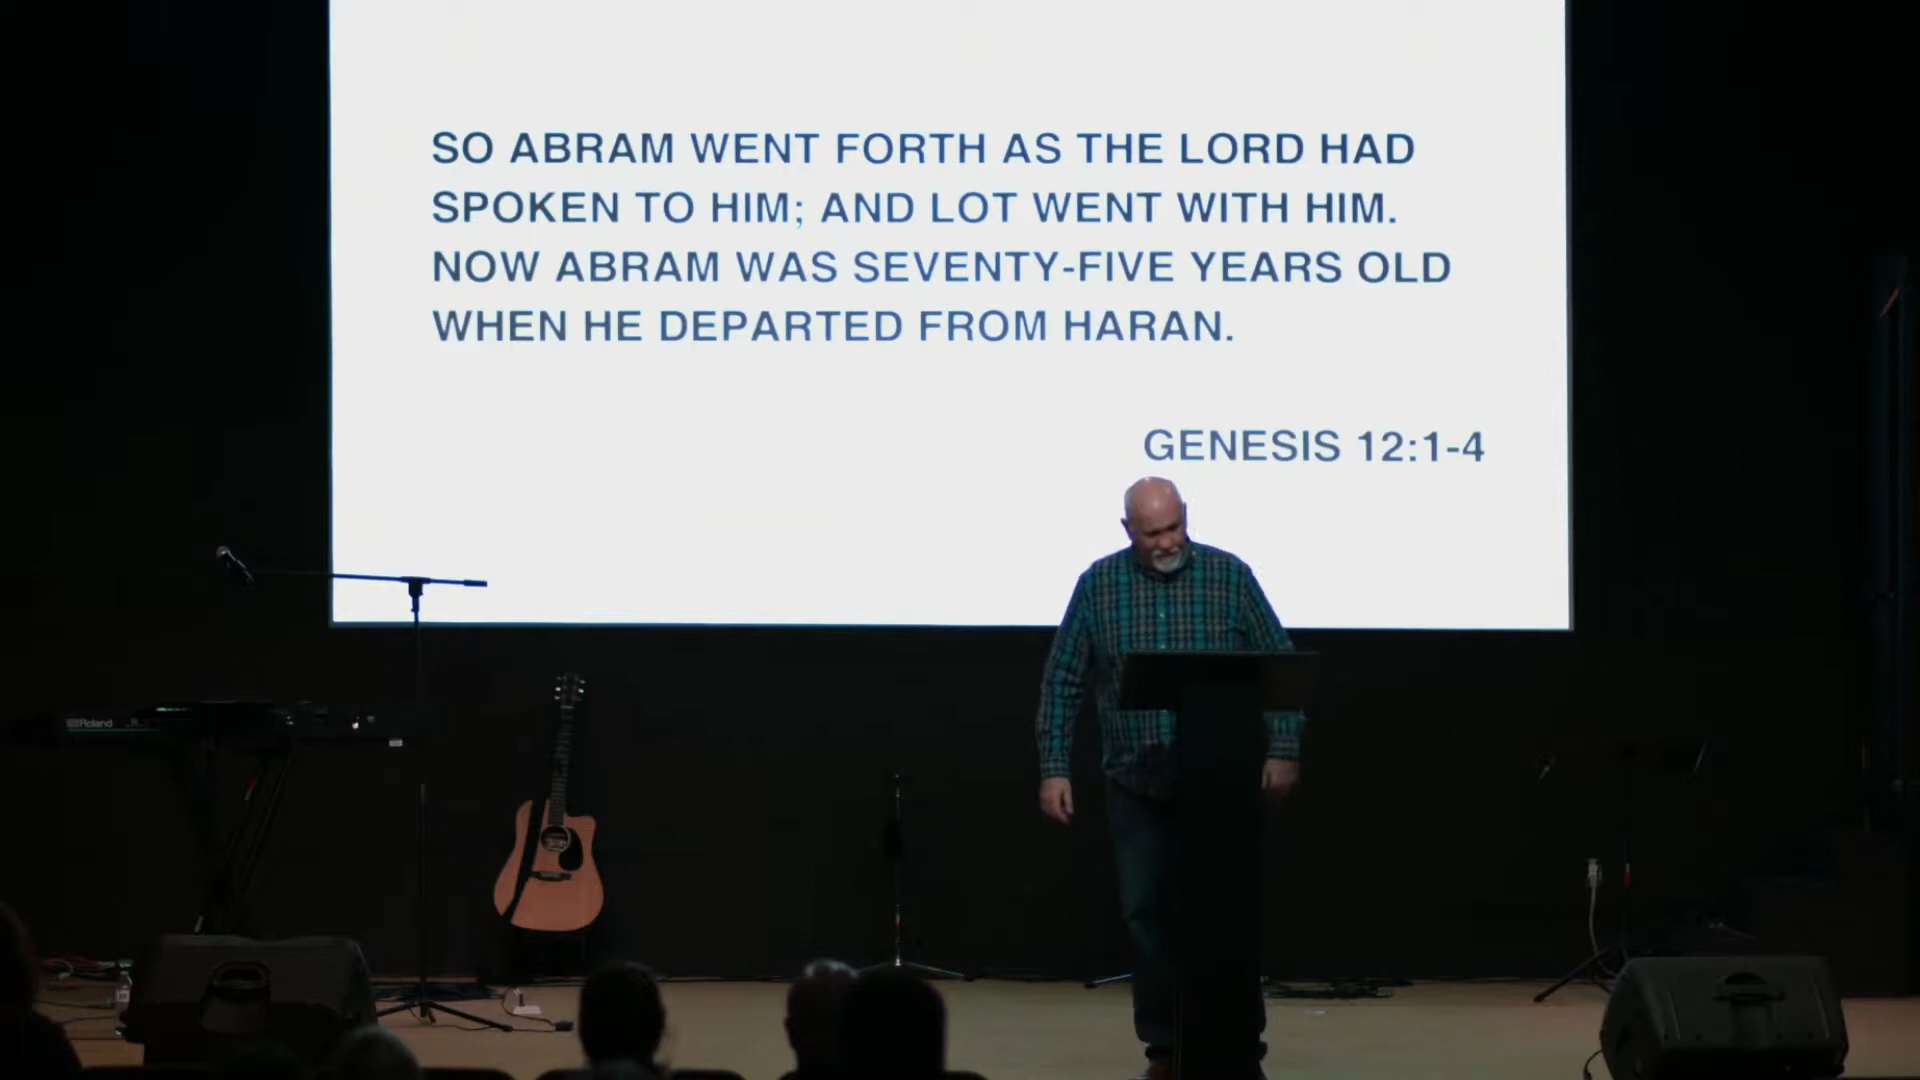 SO ABRAM WENT FORTH AS THE LORD HAD
SPOKEN TO HIM; AND LOT WENT WITH HIM.
NOW ABRAM WAS SEVENTY-FIVE YEARS OLD
WHEN HE DEPARTED FROM HARAN.
GENESIS 12:1-4
Roland